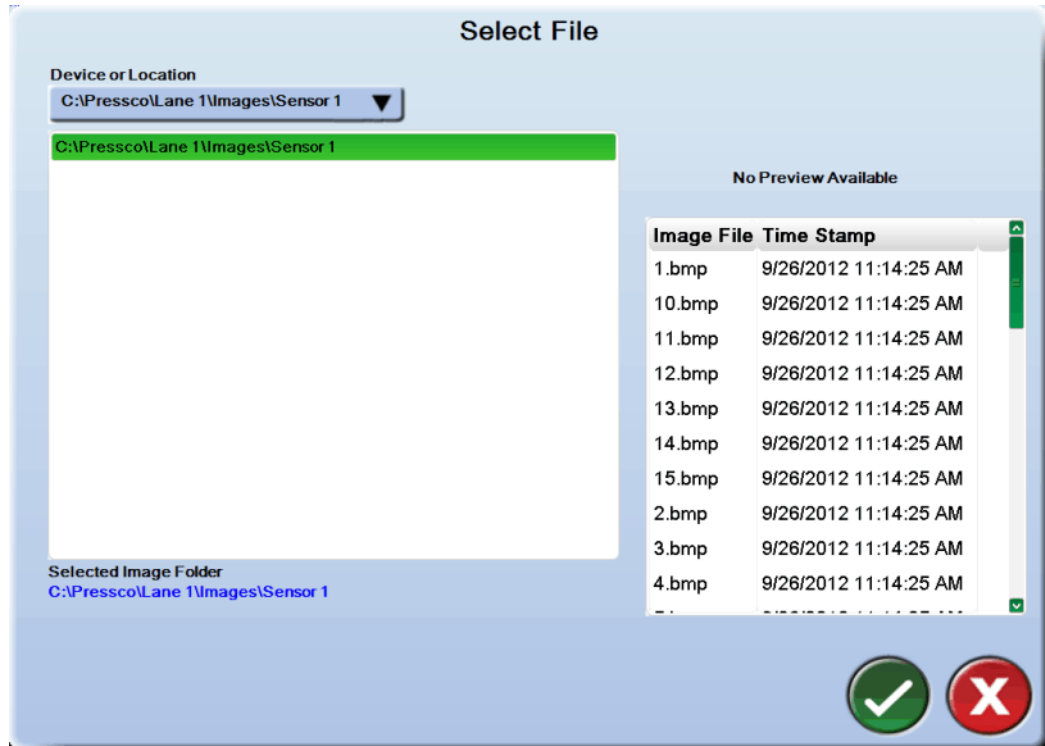 Select File
Device or Location
C:\Pressco\Lane 1\Images\Sensor 1
C:\Pressco\Lane 1\Images\Sensor 1
No Preview Available
Image File Time Stamp
1.bmp 9/26/2012 11:14:25 AM
10.bmp 9/26/2012 11:14:25 AM
11.bmp 9/26/2012 11:14:25 AM
12.bmp 9/26/2012 11:14:25 AM
13.bmp 9/26/2012 11:14:25 AM
14.bmp 9/26/2012 11:14:25 AM
15.bmp 9/26/2012 11:14:25 AM
2.bmp 9/26/2012 11:14:25 AM
3.bmp 9/26/2012 11:14:25 AM
4.bmp 9/26/2012 11:14:25 AM
Selected Image Folder
C:\Pressco\Lane 1\Images\Sensor 1